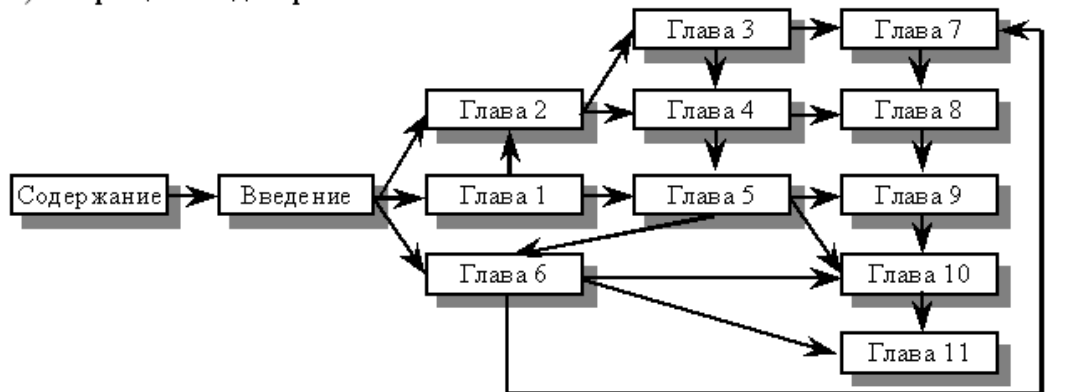 Глава 3
Глава 7
Глава 2
Глава 4
Глава 8
Содержание
Введение
Глава 1
Глава 5
Глава 9
Глава 6
Глава 10
Глава 11